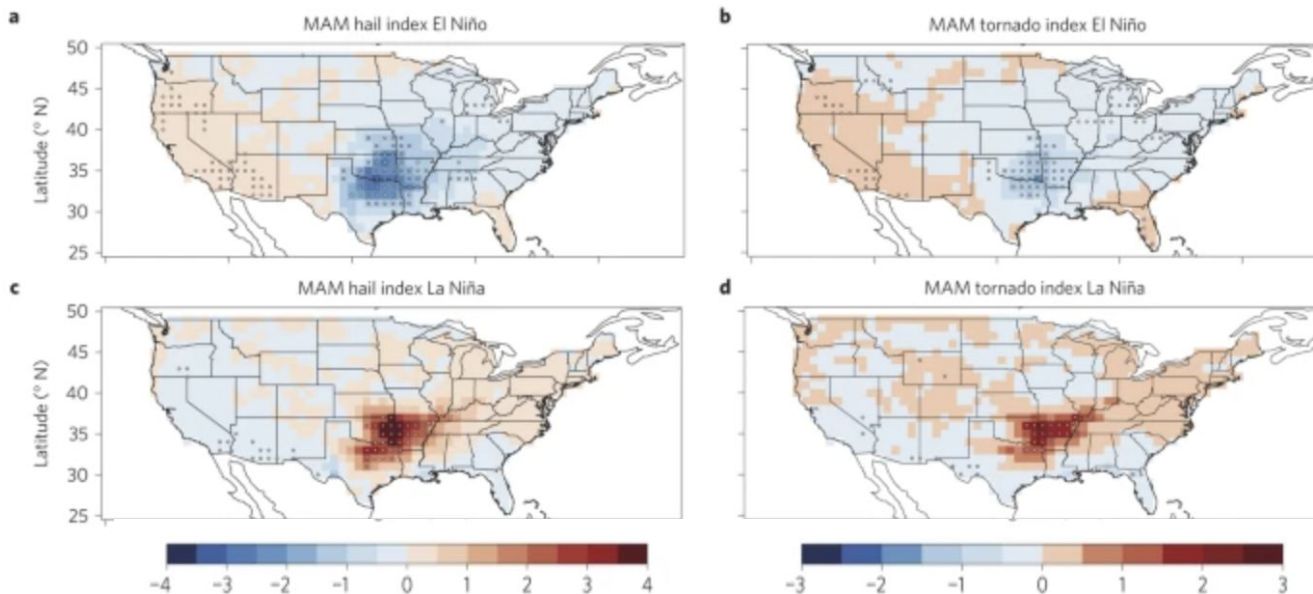 a
MAM hail index El Niño
b
MAM tornado index El Niño
50
45
40
35
30
25
Latitude (° N)
c
MAM hail index La Niña
d
MAM tornado index La Niña
50
45
40
35
30
25
Latitude (° N)
−4 −3 −2 −1 0 1 2 3 4
−3 −2 −1 0 1 2 3